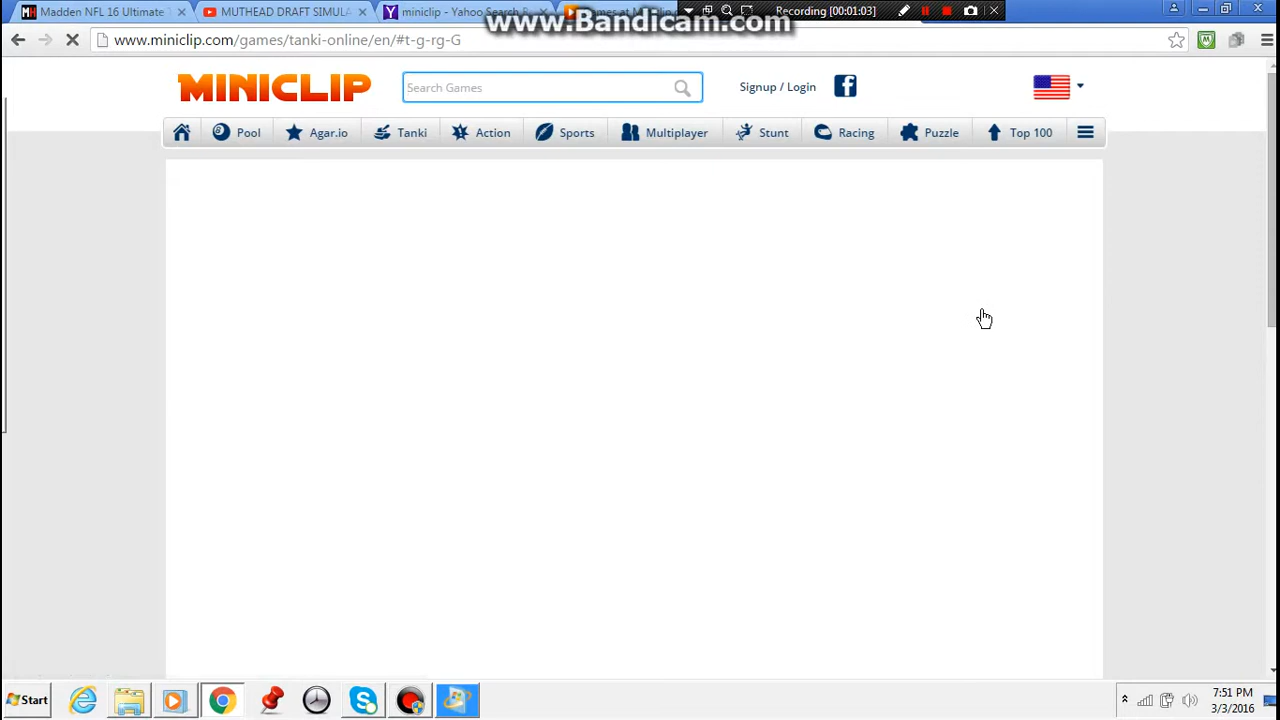 Madden NFL 16 Ultimate
MUTHEAD DRAFT SIMULA
miniclip - Yahoo Search R
www.Bandicam.com
Recording [00:01:03]
www.miniclip.com/games/tanki-online/en/#t-g-rg-G
MINICLIP
Search Games
Signup / Login
Pool
Agar.io
Tanki
Action
Sports
Multiplayer
Stunt
Racing
Puzzle
Top 100
Start
7:51 PM
3/3/2016